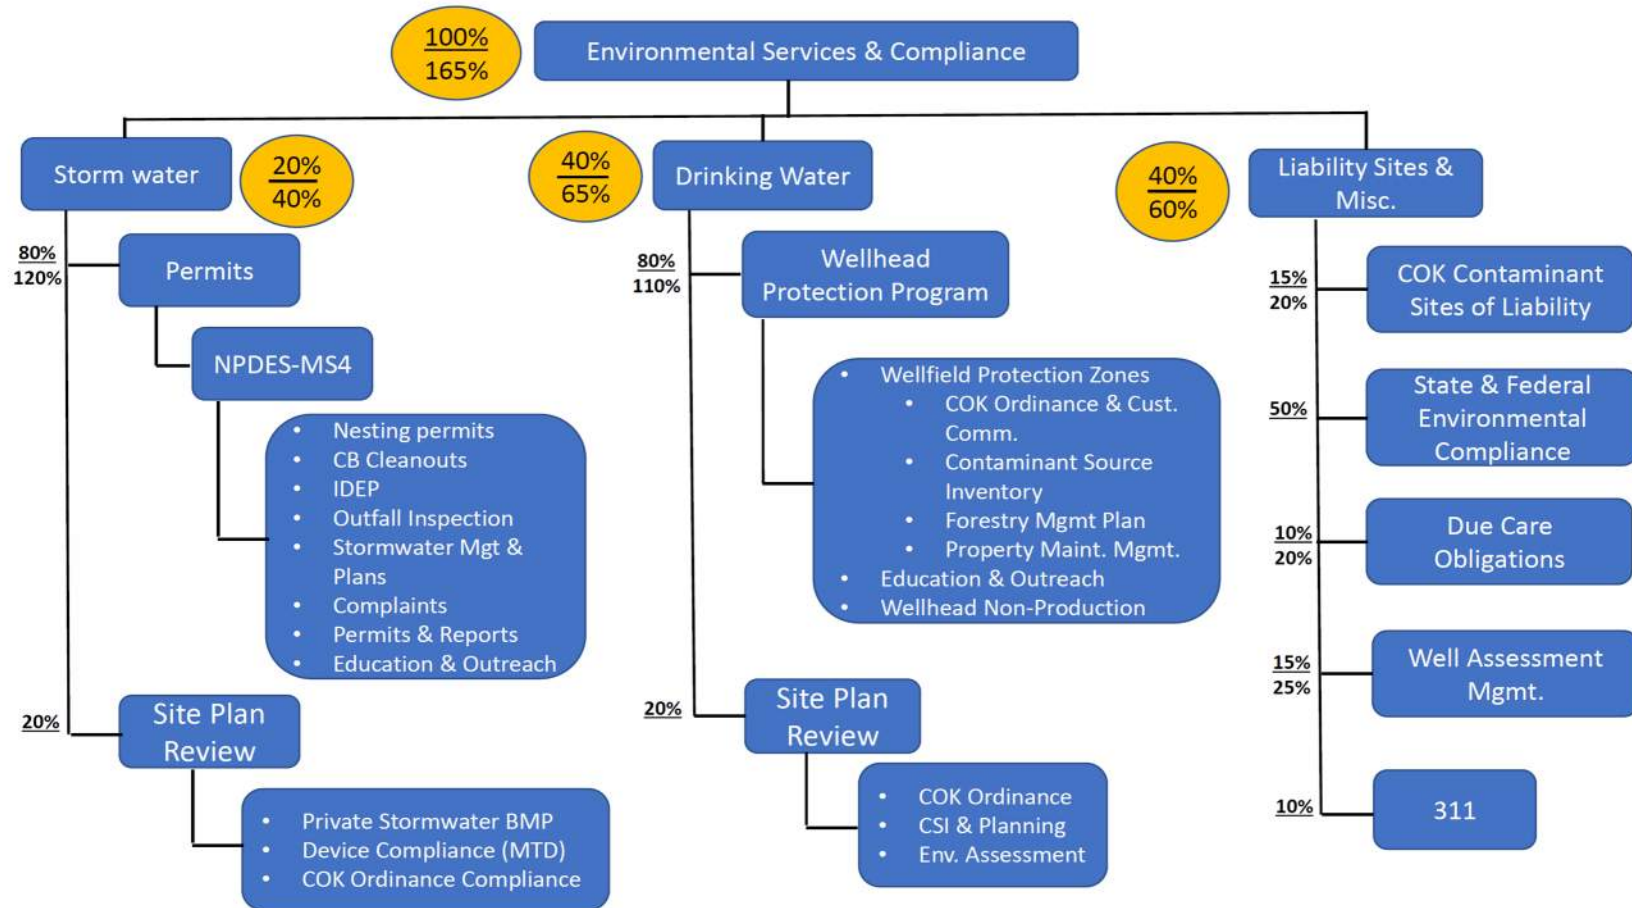 100%
165%
Environmental Services & Compliance
Storm water
20%
40%
80%
120%
Permits
NPDES-MS4
• Nesting permits
• CB Cleanouts
• IDEP
• Outfall Inspection
• Stormwater Mgt &
Plans
• Complaints
• Permits & Reports
• Education & Outreach
20%
Site Plan
Review
• Private Stormwater BMP
• Device Compliance (MTD)
• COK Ordinance Compliance
40%
65%
Drinking Water
80%
110%
Wellhead
Protection Program
• Wellfield Protection Zones
• COK Ordinance & Cust.
Comm.
• Contaminant Source
Inventory
• Forestry Mgmt Plan
• Property Maint. Mgmt.
• Education & Outreach
• Wellhead Non-Production
20%
Site Plan
Review
• COK Ordinance
• CSI & Planning
• Env. Assessment
40%
60%
Liability Sites &
Misc.
15%
20%
COK Contaminant
Sites of Liability
50%
State & Federal
Environmental
Compliance
10%
20%
Due Care
Obligations
15%
25%
Well Assessment
Mgmt.
10%
311